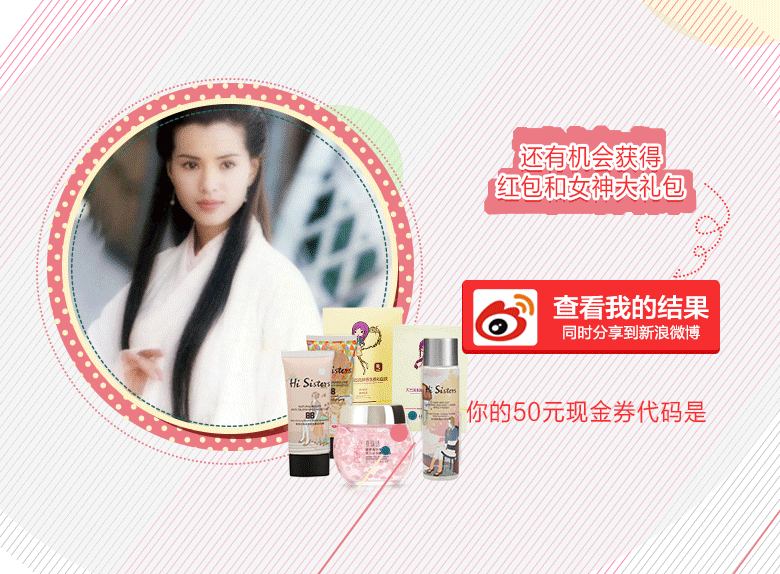 还有机会获得
红包和女神大礼包
查看我的结果
同时分享到新浪微博
你的50元现金券代码是
Hi Sisters
BB
Hi Sisters